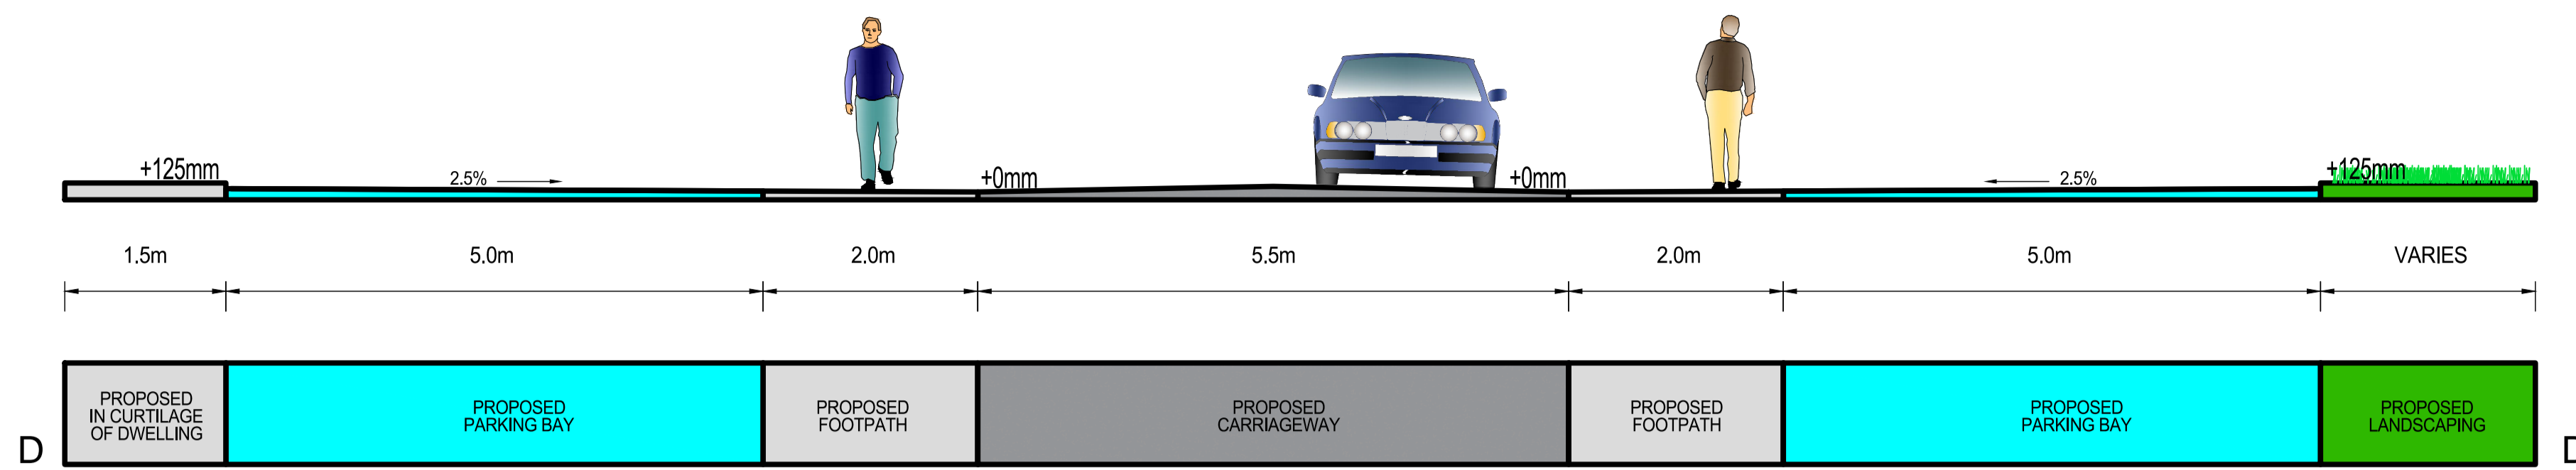 +125mm
2.5%
+0mm
+0mm
2.5%
+125mm
1.5m
5.0m
2.0m
5.5m
2.0m
5.0m
VARIES
PROPOSED
IN CURTILAGE
OF DWELLING
PROPOSED
PARKING BAY
PROPOSED
FOOTPATH
PROPOSED
CARRIAGEWAY
PROPOSED
FOOTPATH
PROPOSED
PARKING BAY
PROPOSED
LANDSCAPING
D